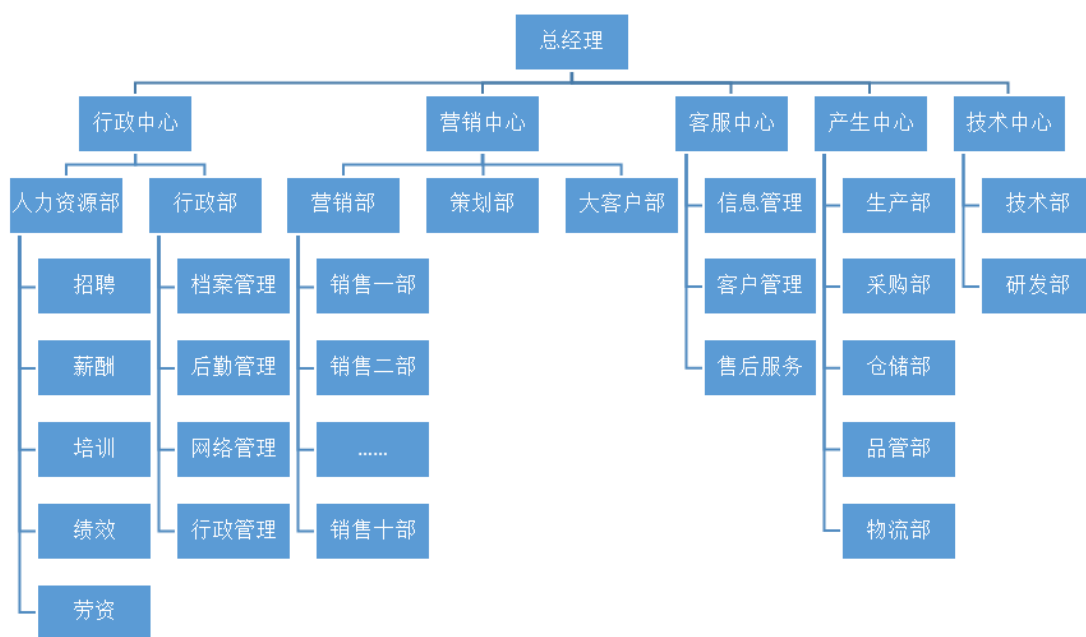 总经理
行政中心
营销中心
客服中心
产生中心
技术中心
人力资源部
行政部
营销部
策划部
大客户部
信息管理
生产部
技术部
招聘
档案管理
销售一部
客户管理
采购部
研发部
薪酬
后勤管理
销售二部
售后服务
仓储部
培训
网络管理
......
品管部
绩效
行政管理
销售十部
物流部
劳资